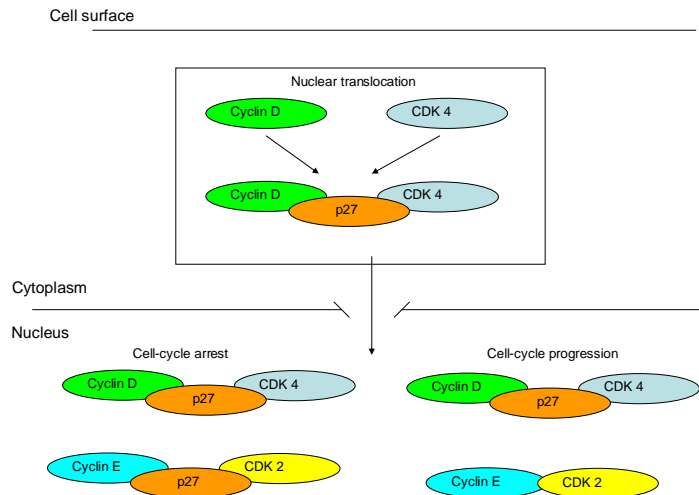 Cell surface
Nuclear translocation
Cyclin D
CDK 4
Cyclin D
CDK 4
p27
Cytoplasm
Nucleus
Cell-cycle arrest
Cell-cycle progression
Cyclin D
CDK 4
p27
Cyclin D
CDK 4
p27
Cyclin E
CDK 2
p27
Cyclin E
CDK 2